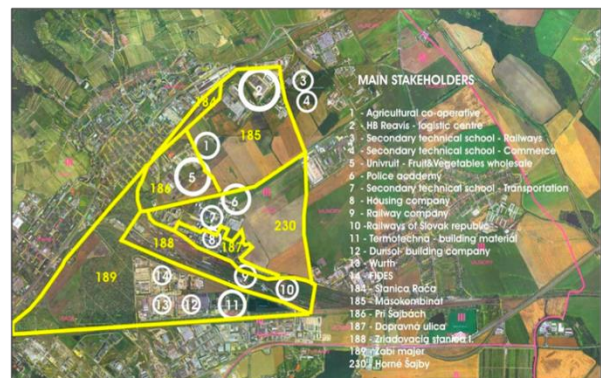 MAIN STAKEHOLDERS
1 - Agricultural co-operative
2 - HB Reavis - logistic centre
3 - Secondary technical school - Railways
4 - Secondary technical school - Commerce
5 - Univruit - Fruit&Vegetables wholesale
6 - Police academy
7 - Secondary technical school - Transportation
8 - Housing company
9 - Railway company
10 - Railways of Slovak republic
11 - Termotechna - building material
12 - Durisol- building company
13 - Wurth
14 - FIDES
184 - Stanica Rača
185 - Mäsokombinát
186 - Pri Šajbách
187 - Dopravná ulica
188 - Zriaďovacia stanica I.
189 - Žabí majer
230 - Horné Šajby
2
3
4
184
185
1
5
186
6
7
230
188
187
8
189
14
9
10
13
12
11